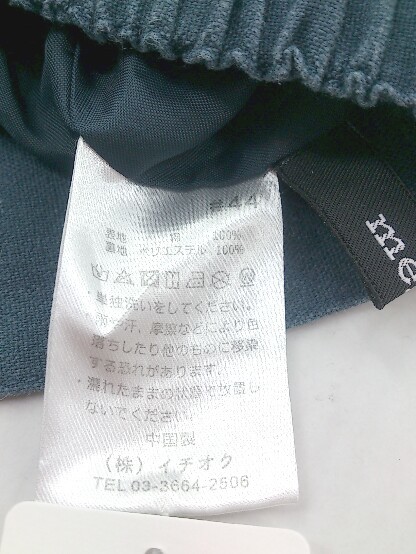 #44
表地 綿 100%
裏地 ポリエステル 100%
・単独洗いをしてください。
・雨や汗、摩擦などにより色
落ちしたり他のものに移染
する恐れがあります。
・濡れたままの状態で放置し
ないでください。
中国製
(株)イチオク
TEL 03-3664-2506
me